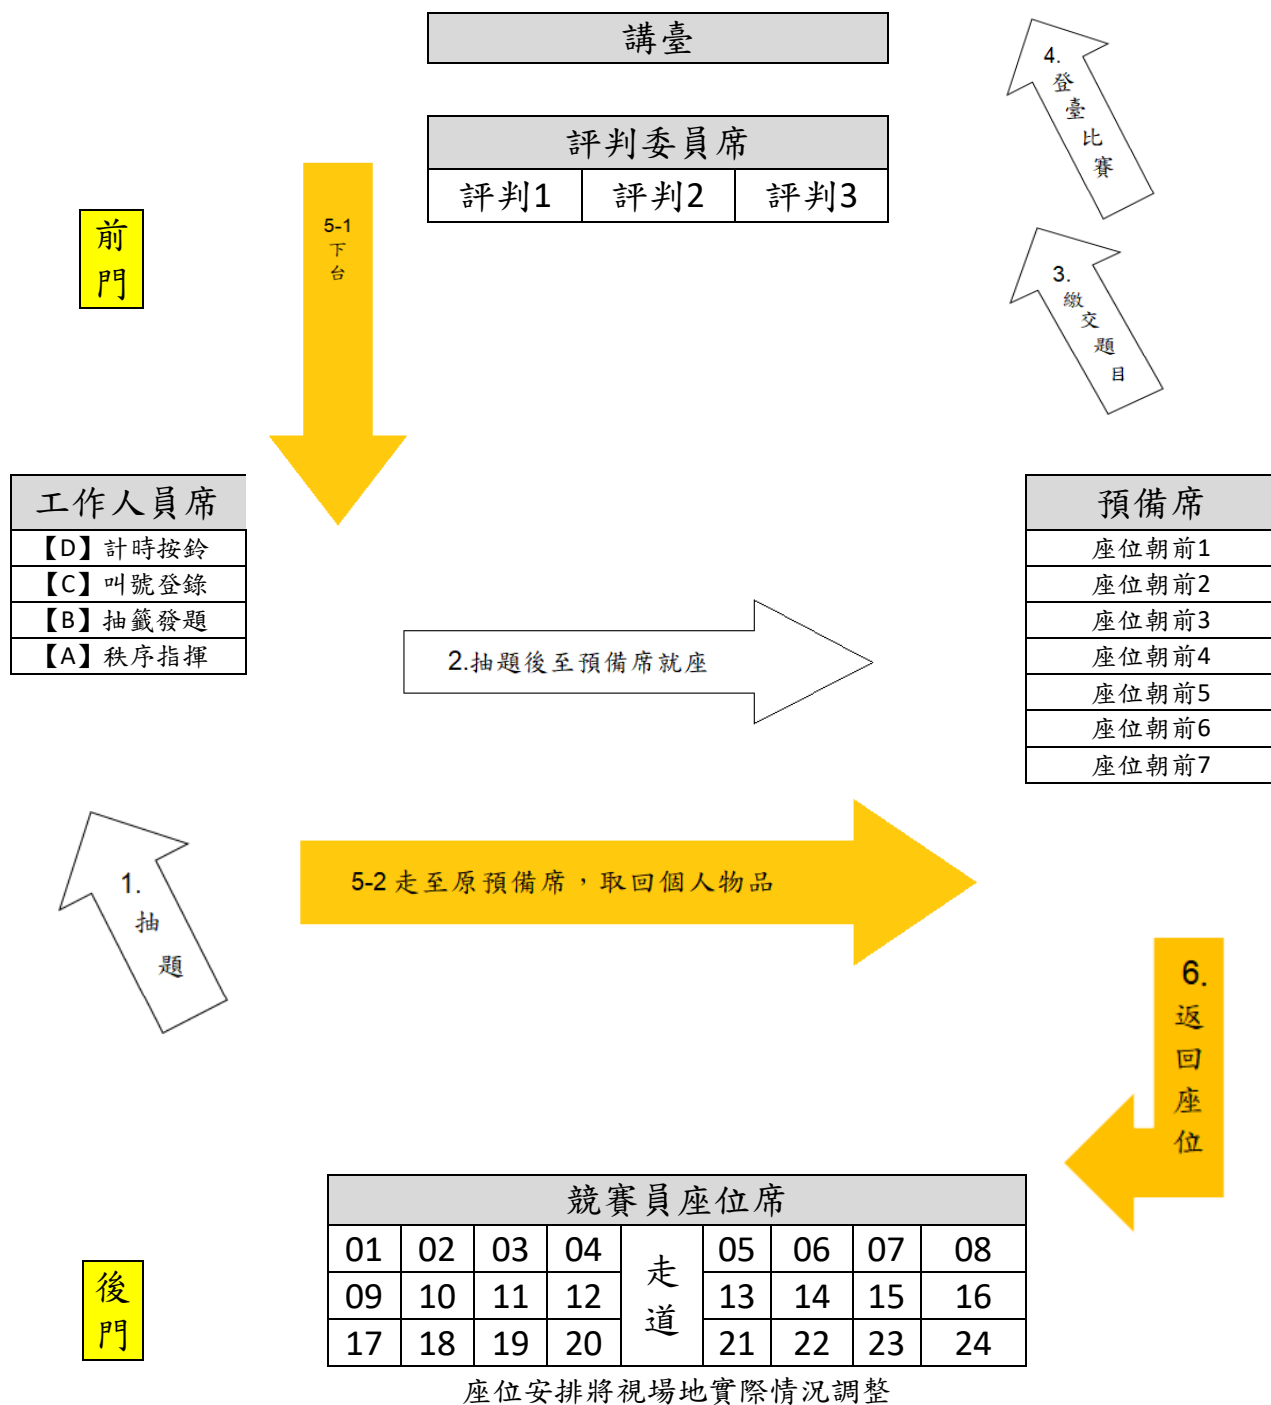 講臺
4.登臺比賽
評判委員席
評判1 評判2 評判3
前門
5-1下台
3.繳交題目
工作人員席
【D】計時按鈴
【C】叫號登錄
【B】抽籤發題
【A】秩序指揮
預備席
座位朝前1
座位朝前2
座位朝前3
座位朝前4
座位朝前5
座位朝前6
座位朝前7
2.抽題後至預備席就座
1.抽題
5-2 走至原預備席，取回個人物品
6.返回座位
競賽員座位席
01 02 03 04 走道 05 06 07 08
09 10 11 12 13 14 15 16
17 18 19 20 21 22 23 24
後門
座位安排將視場地實際情況調整